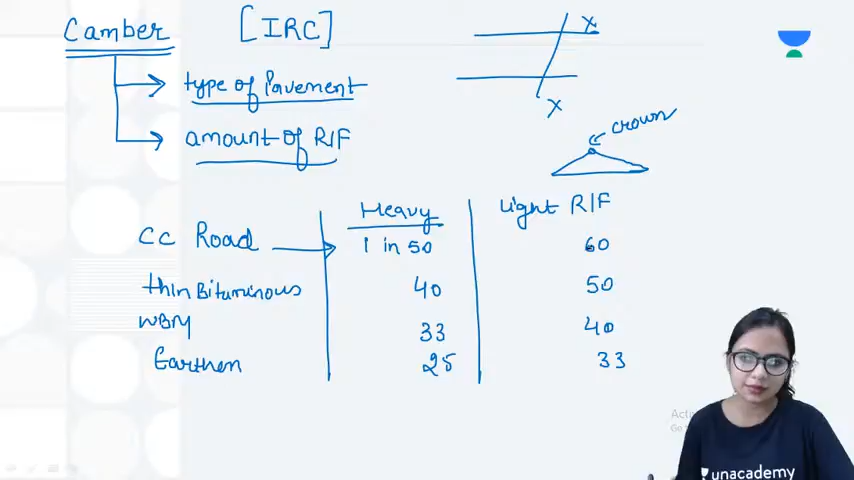 Camber [IRC]
X
type of Pavement
X
amount of R/F
crown
Heavy
Light R/F
CC Road
1 in 50
60
thin Bituminous
40
50
WBM
33
40
Earthen
25
33
unacademy